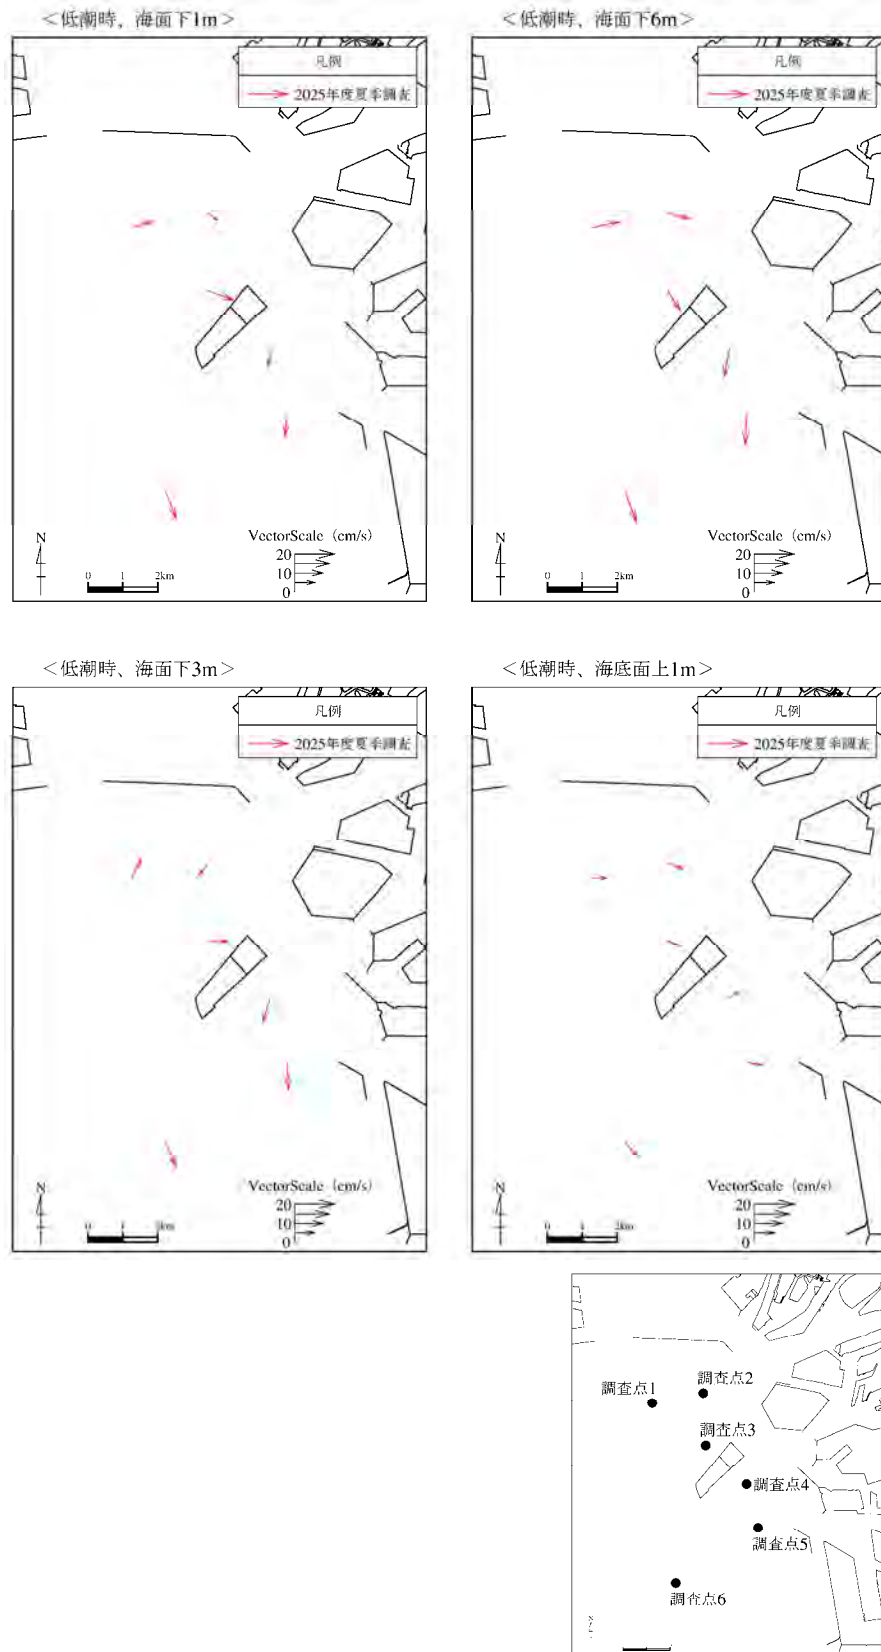 ＜低潮時、海面下1m＞
凡例
2025年度夏季調査
N
0 1 2km
VectorScale（cm/s）
20
10
0
＜低潮時、海面下6m＞
凡例
2025年度夏季調査
N
0 1 2km
VectorScale（cm/s）
20
10
0
＜低潮時、海面下3m＞
凡例
2025年度夏季調査
N
0 1 2km
VectorScale（cm/s）
20
10
0
＜低潮時、海底面上1m＞
凡例
2025年度夏季調査
N
0 1 2km
VectorScale（cm/s）
20
10
0
調査点1
調査点2
調査点3
調査点4
調査点5
調査点6